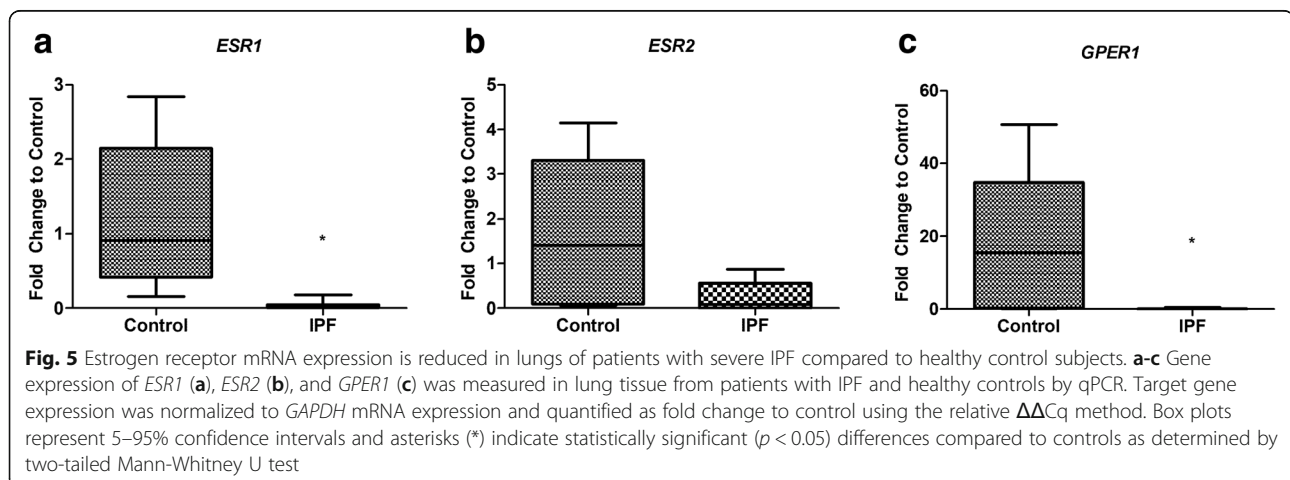 a
ESR1
Fold Change to Control
3
2
1
0
*
Control
IPF
b
ESR2
Fold Change to Control
5
4
3
2
1
0
Control
IPF
c
GPER1
Fold Change to Control
60
40
20
0
*
Control
IPF
Fig. 5 Estrogen receptor mRNA expression is reduced in lungs of patients with severe IPF compared to healthy control subjects. a-c Gene
expression of ESR1 (a), ESR2 (b), and GPER1 (c) was measured in lung tissue from patients with IPF and healthy controls by qPCR. Target gene
expression was normalized to GAPDH mRNA expression and quantified as fold change to control using the relative ΔΔCq method. Box plots
represent 5–95% confidence intervals and asterisks (*) indicate statistically significant (p < 0.05) differences compared to controls as determined by
two-tailed Mann-Whitney U test